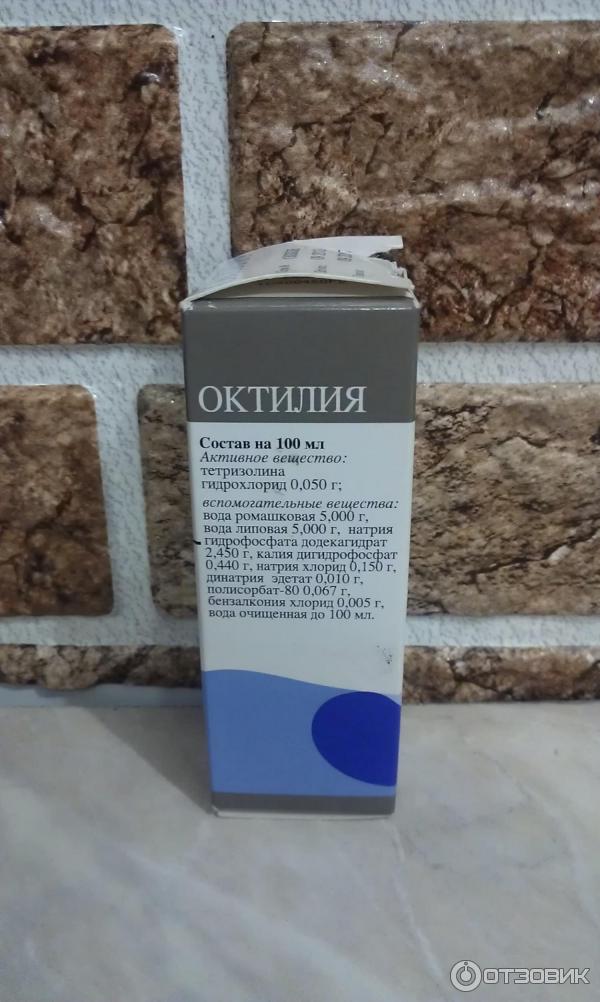 ОКТИЛИЯ
Состав на 100 мл
Активное вещество:
тетризолина
гидрохлорид 0,050 г;
вспомогательные вещества:
вода ромашковая 5,000 г,
вода липовая 5,000 г, натрия
гидрофосфата додекагидрат
2,450 г, калия дигидрофосфат
0,440 г, натрия хлорид 0,150 г,
динатрия эдетат 0,010 г,
полисорбат-80 0,067 г,
бензалкония хлорид 0,005 г,
вода очищенная до 100 мл.
ОТЗОВИК